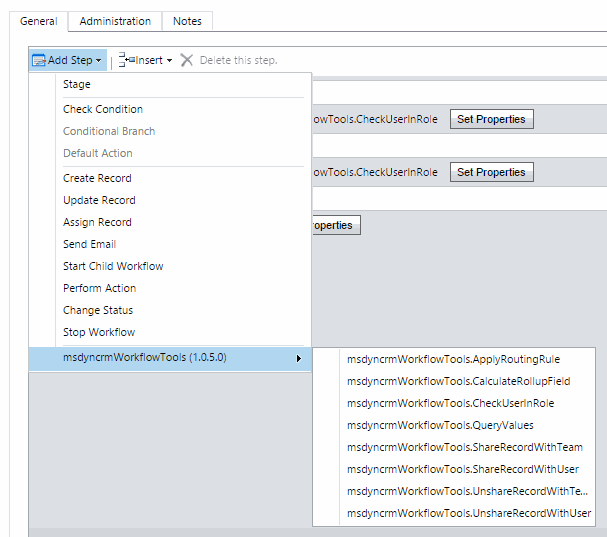 General Administration Notes
Add Step Insert Delete this step.
Stage
Check Condition
owTools.CheckUserInRole Set Properties
Conditional Branch
Default Action
Create Record
owTools.CheckUserInRole Set Properties
Update Record
Assign Record
operties
Send Email
Start Child Workflow
Perform Action
Change Status
Stop Workflow
msdyncrmWorkflowTools (1.0.5.0)
msdyncrmWorkflowTools.ApplyRoutingRule
msdyncrmWorkflowTools.CalculateRollupField
msdyncrmWorkflowTools.CheckUserInRole
msdyncrmWorkflowTools.QueryValues
msdyncrmWorkflowTools.ShareRecordWithTeam
msdyncrmWorkflowTools.ShareRecordWithUser
msdyncrmWorkflowTools.UnshareRecordWithTe...
msdyncrmWorkflowTools.UnshareRecordWithUser